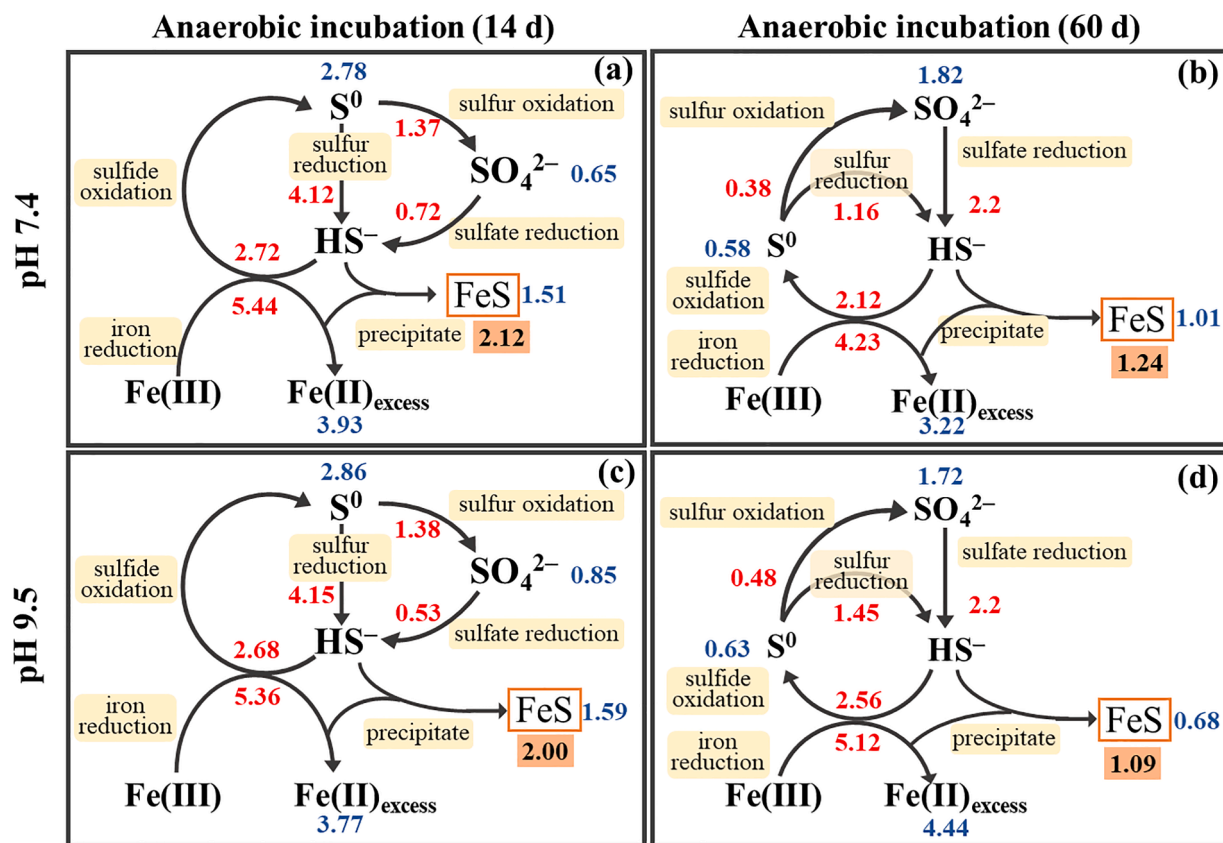 Anaerobic incubation (14 d)
Anaerobic incubation (60 d)
pH 7.4
(a)
2.78
S⁰
sulfur oxidation
1.37
sulfide
oxidation
sulfur
reduction
4.12
SO₄²⁻ 0.65
0.72
sulfate reduction
2.72
HS⁻
5.44
FeS 1.51
2.12
precipitate
iron
reduction
Fe(III)
Fe(II)excess
3.93
(b)
1.82
sulfur oxidation
SO₄²⁻
sulfate reduction
sulfur
reduction
0.38
1.16
2.2
0.58 S⁰
HS⁻
sulfide
oxidation
2.12
4.23
precipitate
FeS 1.01
1.24
iron
reduction
Fe(III)
Fe(II)excess
3.22
pH 9.5
(c)
2.86
S⁰
sulfur oxidation
1.38
sulfide
oxidation
sulfur
reduction
4.15
SO₄²⁻ 0.85
0.53
sulfate reduction
2.68
HS⁻
5.36
FeS 1.59
2.00
precipitate
iron
reduction
Fe(III)
Fe(II)excess
3.77
(d)
1.72
sulfur oxidation
SO₄²⁻
sulfate reduction
sulfur
reduction
0.48
1.45
2.2
0.63 S⁰
HS⁻
sulfide
oxidation
2.56
5.12
precipitate
FeS 0.68
1.09
iron
reduction
Fe(III)
Fe(II)excess
4.44